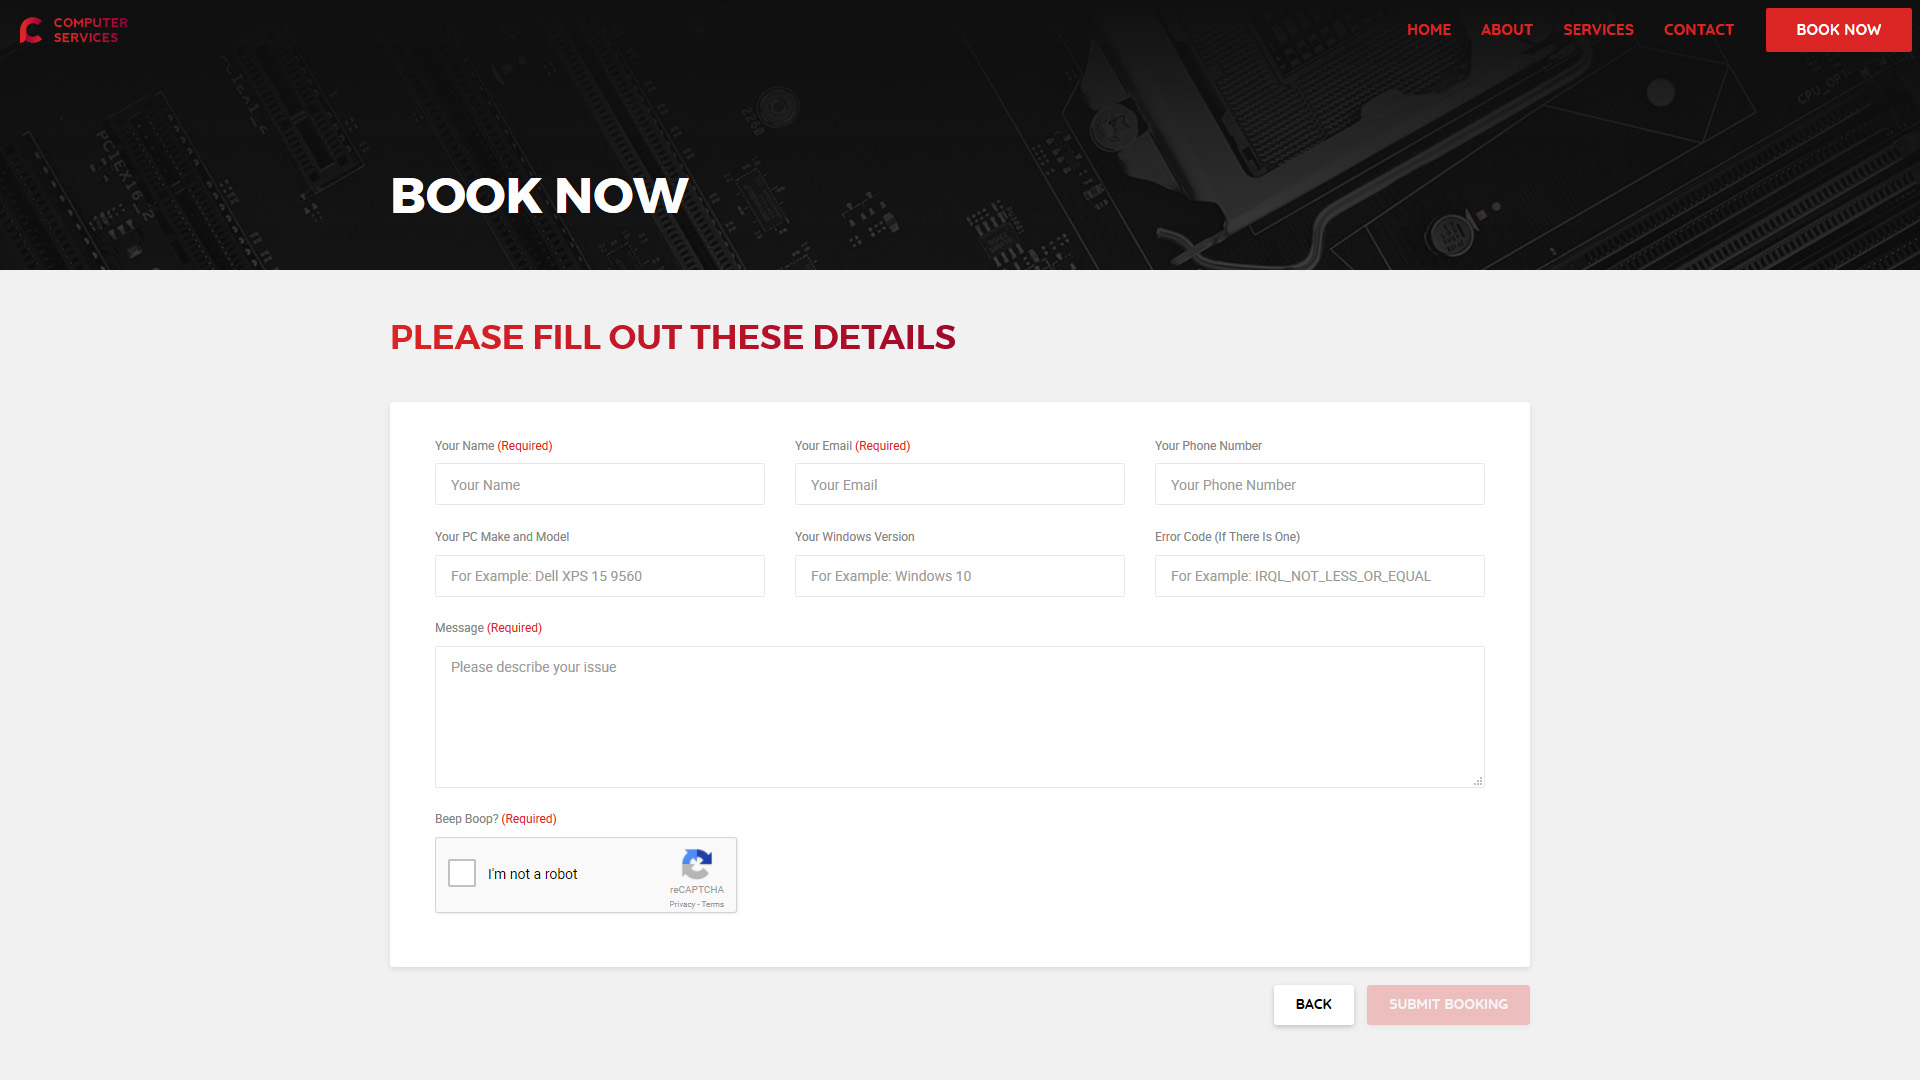 COMPUTER
SERVICES
HOME ABOUT SERVICES CONTACT BOOK NOW
PCIEX16_2
2200
CPU_OPT
BOOK NOW
PLEASE FILL OUT THESE DETAILS
Your Name (Required) Your Email (Required) Your Phone Number
Your Name Your Email Your Phone Number
Your PC Make and Model Your Windows Version Error Code (If There Is One)
For Example: Dell XPS 15 9560 For Example: Windows 10 For Example: IRQL_NOT_LESS_OR_EQUAL
Message (Required)
Please describe your issue
Beep Boop? (Required)
I'm not a robot
reCAPTCHA
Privacy - Terms
BACK SUBMIT BOOKING